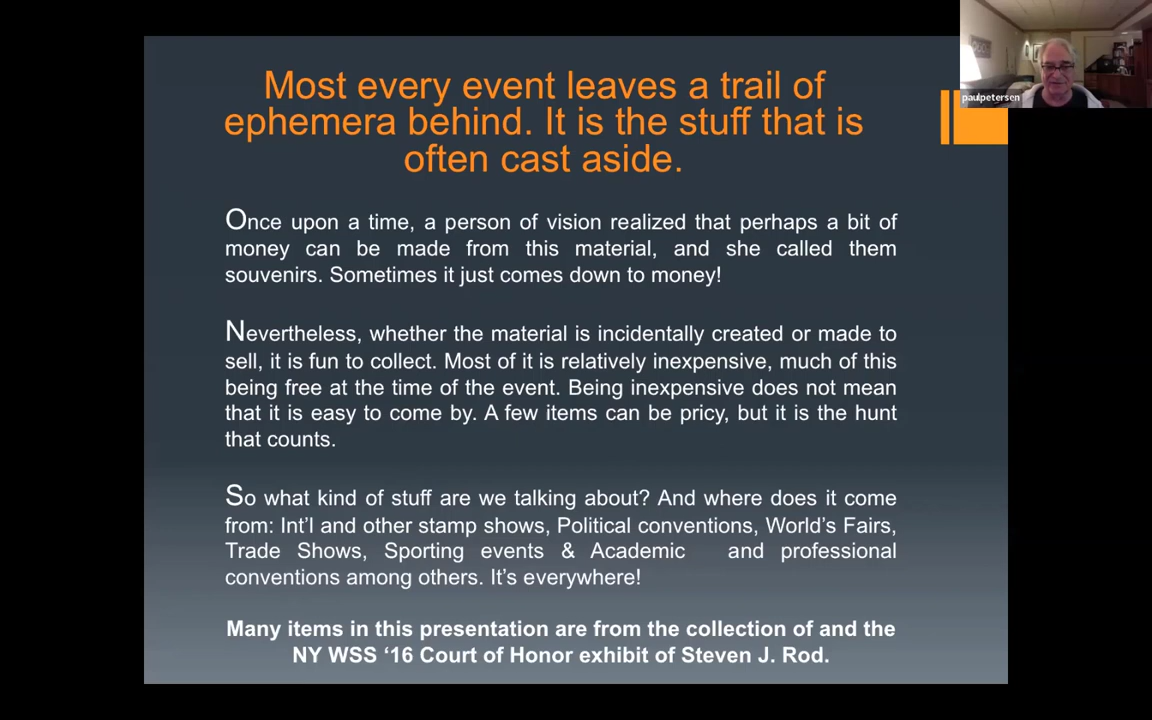 Most every event leaves a trail of
ephemera behind. It is the stuff that is
often cast aside.
paulpetersen
Once upon a time, a person of vision realized that perhaps a bit of
money can be made from this material, and she called them
souvenirs. Sometimes it just comes down to money!
Nevertheless, whether the material is incidentally created or made to
sell, it is fun to collect. Most of it is relatively inexpensive, much of this
being free at the time of the event. Being inexpensive does not mean
that it is easy to come by. A few items can be pricy, but it is the hunt
that counts.
So what kind of stuff are we talking about? And where does it come
from: Int’l and other stamp shows, Political conventions, World’s Fairs,
Trade Shows, Sporting events & Academic and professional
conventions among others. It’s everywhere!
Many items in this presentation are from the collection of and the
NY WSS ‘16 Court of Honor exhibit of Steven J. Rod.